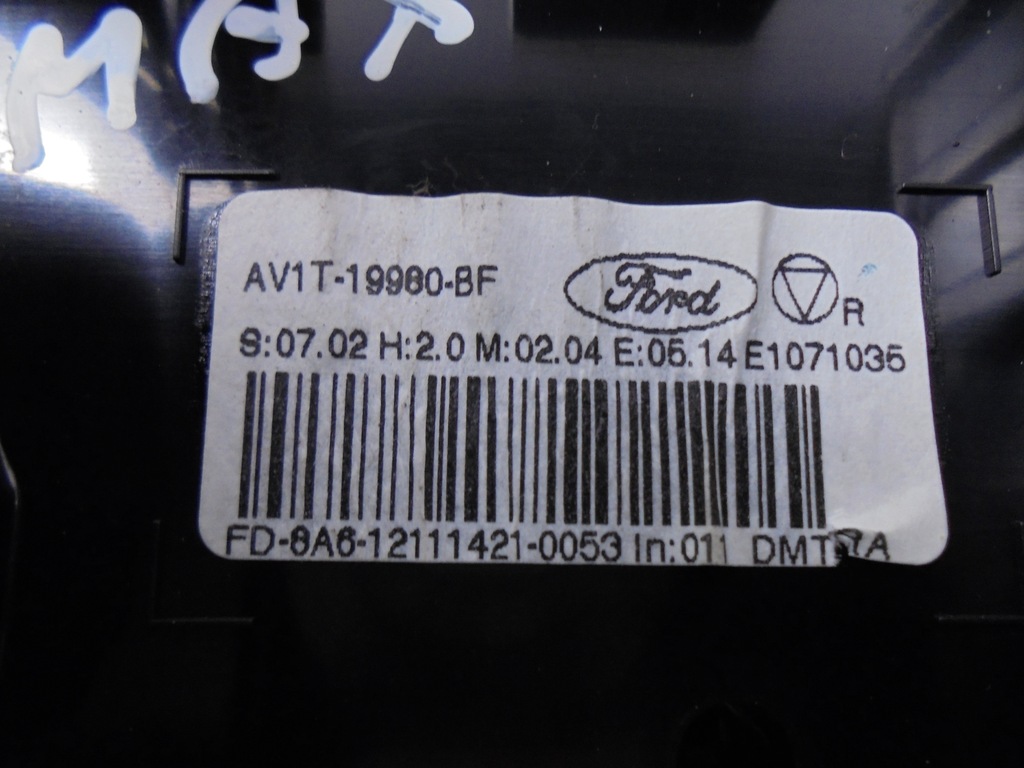 MAT
AV1T-19980-BF Ford R
S:07.02 H:2.0 M:02.04 E:05.14 E1071035
FD-8A6-12111421-0053 In:011